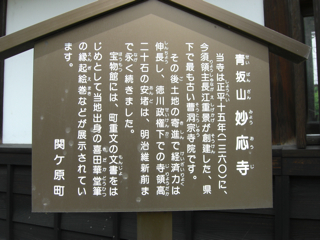 青坂山 妙応寺
当寺は正平十五年(一三六〇)に、
今須領主長江重景が創建した、県
下で最も古い曹洞宗寺院です。
その後土地の寄進で経済力は
伸長し、徳川政権下での寺領高
二十石の安堵は、明治維新前ま
で永く続きました。
宝物館には、町重文の文書をは
じめとして当地出身の喜田華堂筆
の縁起絵巻などが展示されてい
ます。
関ケ原町